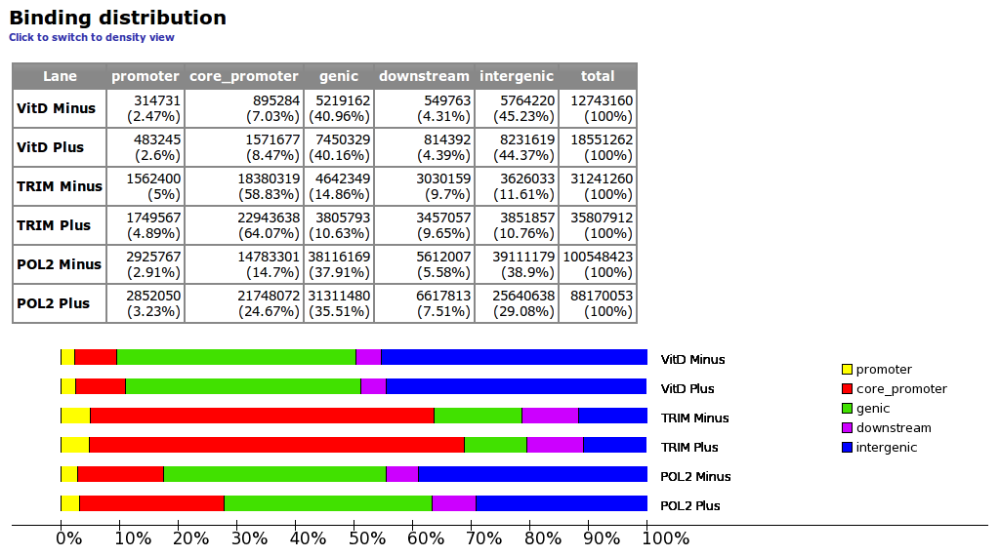 Binding distribution
Click to switch to density view
Lane promoter core_promoter genic downstream intergenic total
VitD Minus 314731 895284 5219162 549763 5764220 12743160
(2.47%) (7.03%) (40.96%) (4.31%) (45.23%) (100%)
VitD Plus 483245 1571677 7450329 814392 8231619 18551262
(2.6%) (8.47%) (40.16%) (4.39%) (44.37%) (100%)
TRIM Minus 1562400 18380319 4642349 3030159 3626033 31241260
(5%) (58.83%) (14.86%) (9.7%) (11.61%) (100%)
TRIM Plus 1749567 22943638 3805793 3457057 3851857 35807912
(4.89%) (64.07%) (10.63%) (9.65%) (10.76%) (100%)
POL2 Minus 2925767 14783301 38116169 5612007 39111179 100548423
(2.91%) (14.7%) (37.91%) (5.58%) (38.9%) (100%)
POL2 Plus 2852050 21748072 31311480 6617813 25640638 88170053
(3.23%) (24.67%) (35.51%) (7.51%) (29.08%) (100%)
VitD Minus
VitD Plus
TRIM Minus
TRIM Plus
POL2 Minus
POL2 Plus
promoter
core_promoter
genic
downstream
intergenic
0% 10% 20% 30% 40% 50% 60% 70% 80% 90% 100%